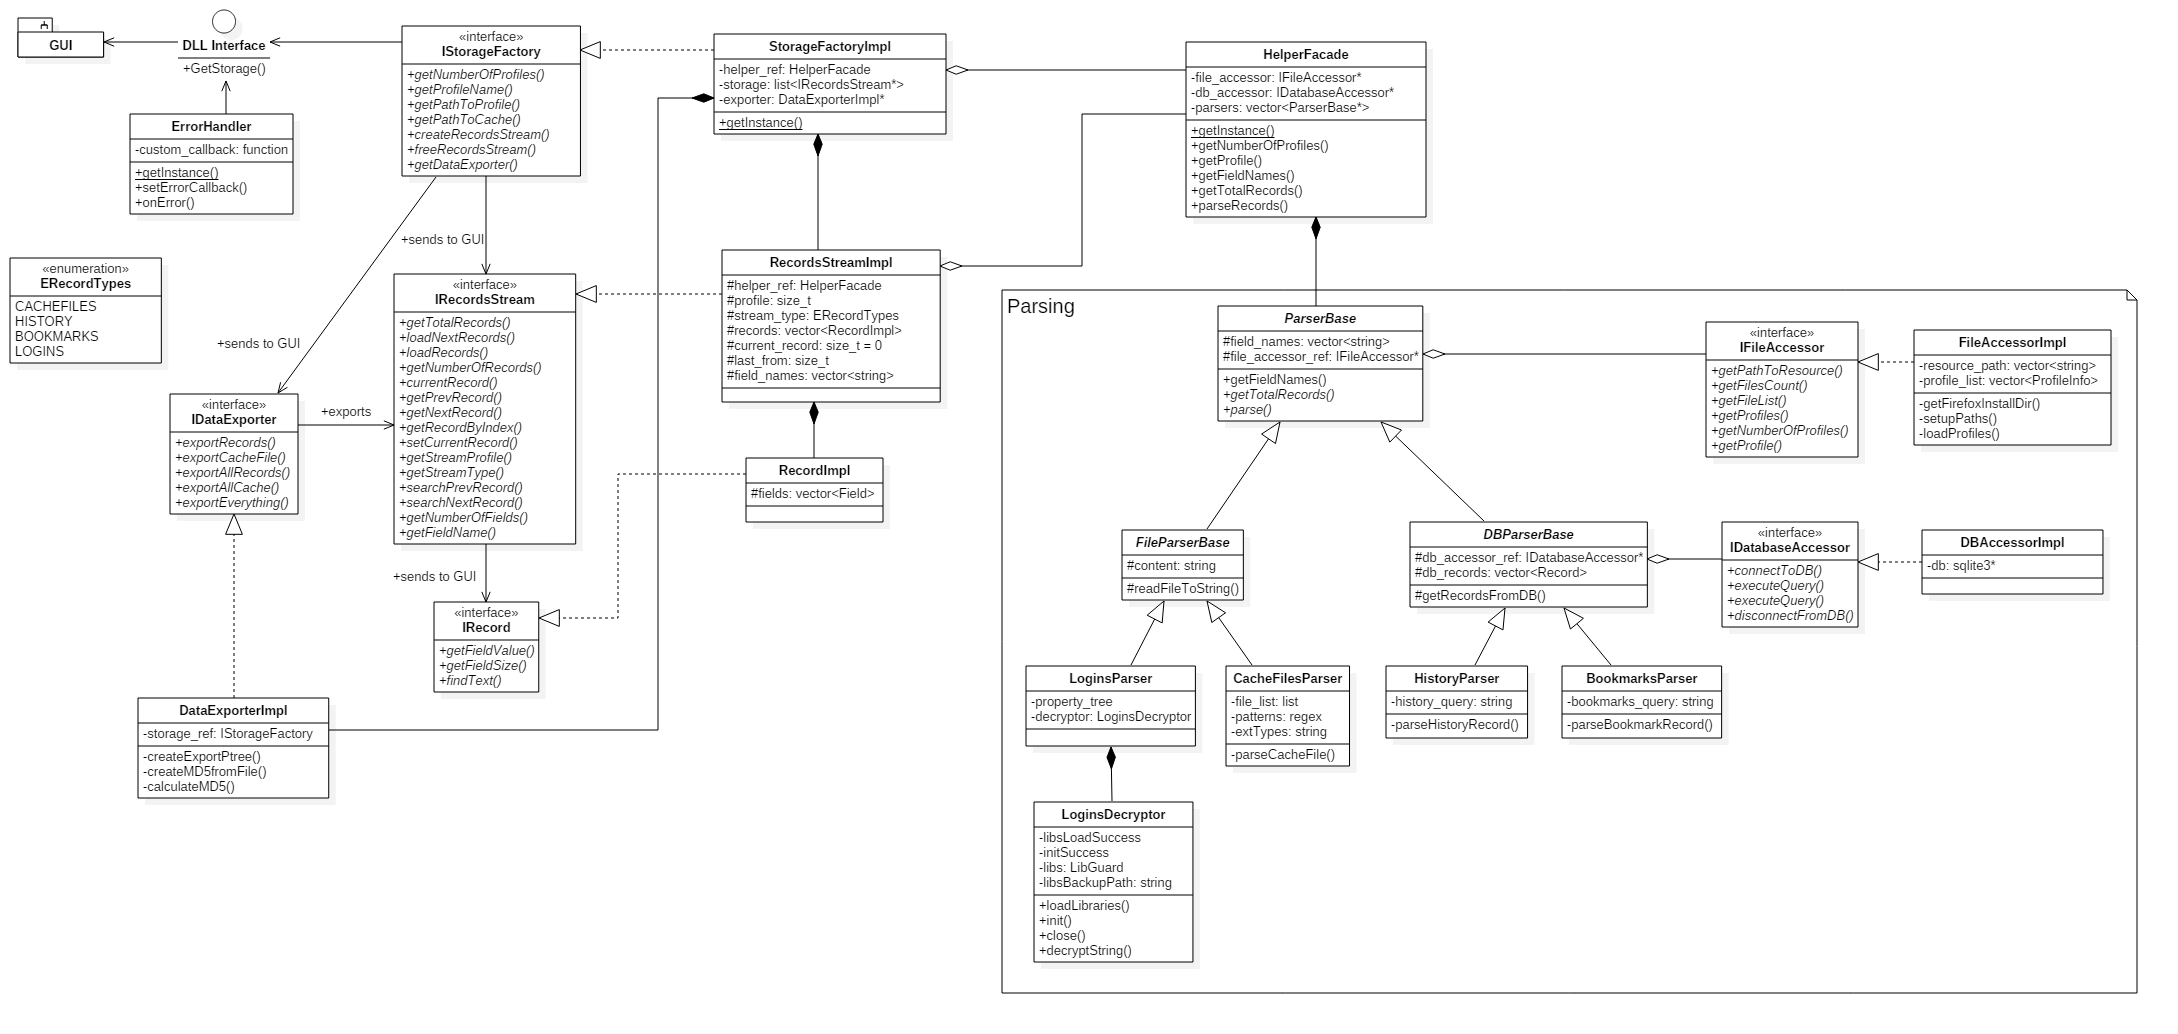 GUI
DLL Interface
+GetStorage()
ErrorHandler
-custom_callback: function
+getInstance()
+setErrorCallback()
+onError()
«enumeration»
ERecordTypes
CACHEFILES
HISTORY
BOOKMARKS
LOGINS
«interface»
IStorageFactory
+getNumberOfProfiles()
+getProfileName()
+getPathToProfile()
+getPathToCache()
+createRecordsStream()
+freeRecordsStream()
+getDataExporter()
+sends to GUI
+sends to GUI
«interface»
IDataExporter
+exportRecords()
+exportCacheFile()
+exportAllRecords()
+exportAllCache()
+exportEverything()
+exports
«interface»
IRecordsStream
+getTotalRecords()
+loadNextRecords()
+loadRecords()
+getNumberOfRecords()
+currentRecord()
+getPrevRecord()
+getNextRecord()
+getRecordByIndex()
+setCurrentRecord()
+getStreamProfile()
+getStreamType()
+searchPrevRecord()
+searchNextRecord()
+getNumberOfFields()
+getFieldName()
+sends to GUI
«interface»
IRecord
+getFieldValue()
+getFieldSize()
+findText()
DataExporterImpl
-storage_ref: IStorageFactory
-createExportPtree()
-createMD5fromFile()
-calculateMD5()
StorageFactoryImpl
-helper_ref: HelperFacade
-storage: list<IRecordsStream*>
-exporter: DataExporterImpl*
+getInstance()
RecordsStreamImpl
#helper_ref: HelperFacade
#profile: size_t
#stream_type: ERecordTypes
#records: vector<RecordImpl>
#current_record: size_t = 0
#last_from: size_t
#field_names: vector<string>
RecordImpl
#fields: vector<Field>
HelperFacade
-file_accessor: IFileAccessor*
-db_accessor: IDatabaseAccessor*
-parsers: vector<ParserBase*>
+getInstance()
+getNumberOfProfiles()
+getProfile()
+getFieldNames()
+getTotalRecords()
+parseRecords()
Parsing
ParserBase
#field_names: vector<string>
#file_accessor_ref: IFileAccessor*
+getFieldNames()
+getTotalRecords()
+parse()
«interface»
IFileAccessor
+getPathToResource()
+getFilesCount()
+getFileList()
+getProfiles()
+getNumberOfProfiles()
+getProfile()
FileAccessorImpl
-resource_path: vector<string>
-profile_list: vector<ProfileInfo>
-getFirefoxInstallDir()
-setupPaths()
-loadProfiles()
FileParserBase
#content: string
#readFileToString()
DBParserBase
#db_accessor_ref: IDatabaseAccessor*
#db_records: vector<Record>
#getRecordsFromDB()
«interface»
IDatabaseAccessor
+connectToDB()
+executeQuery()
+executeQuery()
+disconnectFromDB()
DBAccessorImpl
-db: sqlite3*
LoginsParser
-property_tree
-decryptor: LoginsDecryptor
CacheFilesParser
-file_list: list
-patterns: regex
-extTypes: string
-parseCacheFile()
HistoryParser
-history_query: string
-parseHistoryRecord()
BookmarksParser
-bookmarks_query: string
-parseBookmarkRecord()
LoginsDecryptor
-libsLoadSuccess
-initSuccess
-libs: LibGuard
-libsBackupPath: string
+loadLibraries()
+init()
+close()
+decryptString()